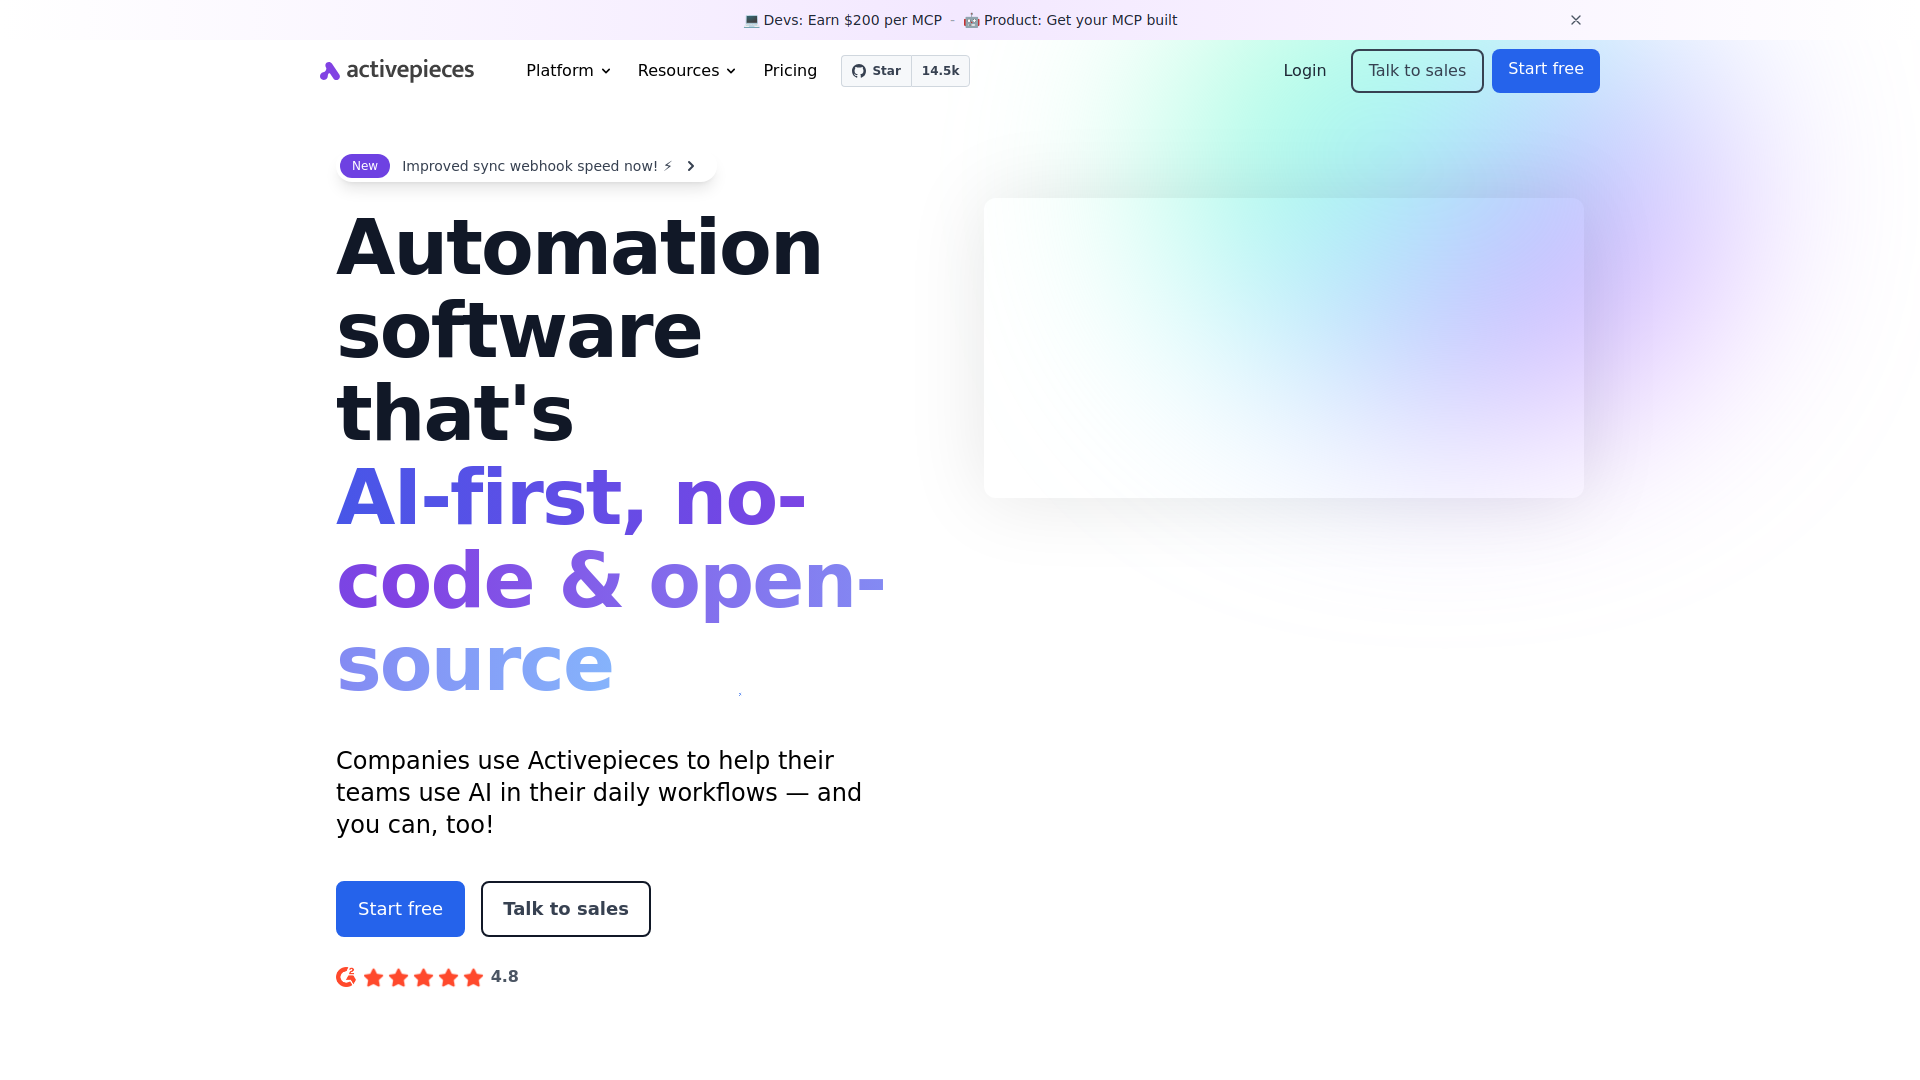 💻 Devs: Earn $200 per MCP - 🤖 Product: Get your MCP built
activepieces
Platform
Resources
Pricing
Star 14.5k
Login
Talk to sales
Start free
New Improved sync webhook speed now! ⚡
Automation
software
that's
AI-first, no-
code & open-
source
Companies use Activepieces to help their
teams use AI in their daily workflows — and
you can, too!
Start free
Talk to sales
G2 4.8